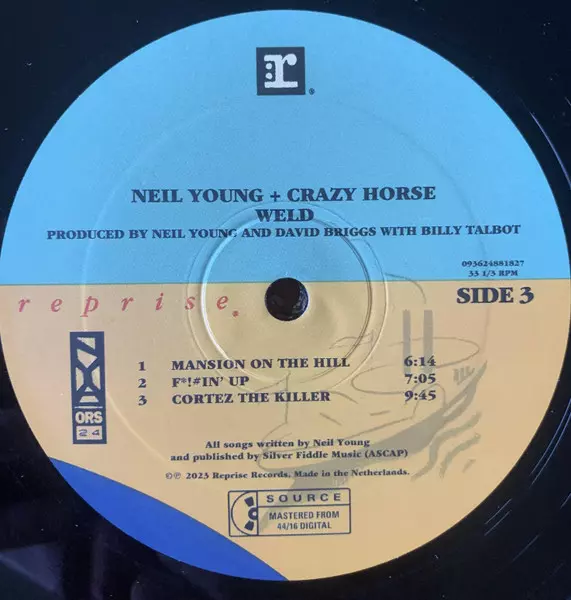 r
®
NEIL YOUNG + CRAZY HORSE
WELD
PRODUCED BY NEIL YOUNG AND DAVID BRIGGS WITH BILLY TALBOT
093624881827
33 1/3 RPM
reprise
SIDE 3
1 MANSION ON THE HILL 6:14
2 F*!#IN' UP 7:05
3 CORTEZ THE KILLER 9:45
ORS
24
All songs written by Neil Young
and published by Silver Fiddle Music (ASCAP)
©℗ 2023 Reprise Records, Made in the Netherlands.
SOURCE
MASTERED FROM
44/16 DIGITAL